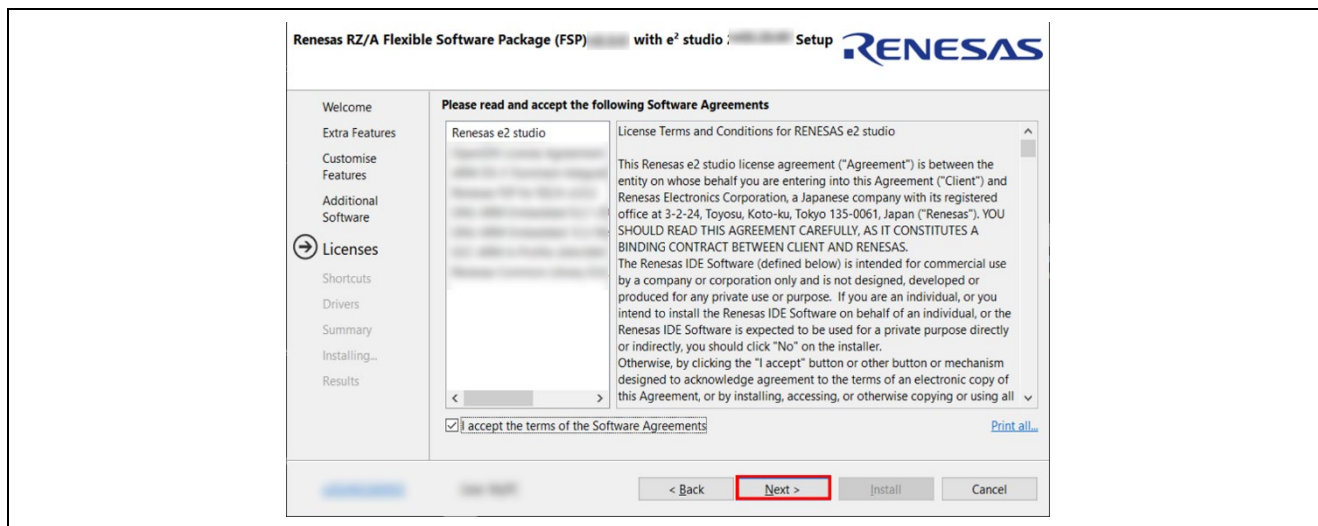 Renesas RZ/A Flexible Software Package (FSP) with e² studio Setup RENESAS
Welcome
Extra Features
Customise
Features
Additional
Software
Licenses
Shortcuts
Drivers
Summary
Installing...
Results
Please read and accept the following Software Agreements
Renesas e2 studio
License Terms and Conditions for RENESAS e2 studio
This Renesas e2 studio license agreement ("Agreement") is between the
entity on whose behalf you are entering into this Agreement ("Client") and
Renesas Electronics Corporation, a Japanese company with its registered
office at 3-2-24, Toyosu, Koto-ku, Tokyo 135-0061, Japan ("Renesas"). YOU
SHOULD READ THIS AGREEMENT CAREFULLY, AS IT CONSTITUTES A
BINDING CONTRACT BETWEEN CLIENT AND RENESAS.
The Renesas IDE Software (defined below) is intended for commercial use
by a company or corporation only and is not designed, developed or
produced for any private use or purpose. If you are an individual, or you
intend to install the Renesas IDE Software on behalf of an individual, or the
Renesas IDE Software is expected to be used for a private purpose directly
or indirectly, you should click "No" on the installer.
Otherwise, by clicking the "I accept" button or other button or mechanism
designed to acknowledge agreement to the terms of an electronic copy of
this Agreement, or by installing, accessing, or otherwise copying or using all
I accept the terms of the Software Agreements
Print all...
< Back
Next >
Install
Cancel